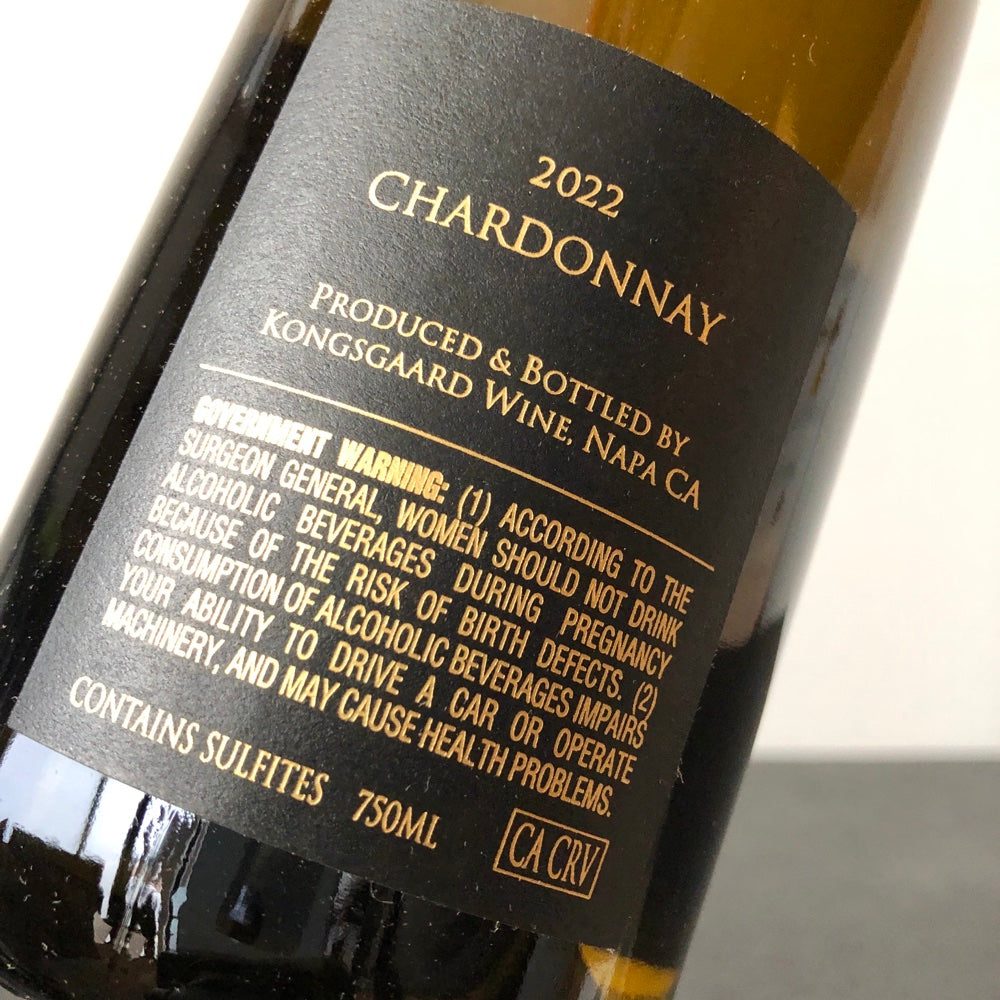 2022
CHARDONNAY
PRODUCED & BOTTLED BY
KONGSGAARD WINE, NAPA CA
GOVERNMENT WARNING: (1) ACCORDING TO THE
SURGEON GENERAL, WOMEN SHOULD NOT DRINK
ALCOHOLIC BEVERAGES DURING PREGNANCY
BECAUSE OF THE RISK OF BIRTH DEFECTS. (2)
CONSUMPTION OF ALCOHOLIC BEVERAGES IMPAIRS
YOUR ABILITY TO DRIVE A CAR OR OPERATE
MACHINERY, AND MAY CAUSE HEALTH PROBLEMS.
CONTAINS SULFITES 750ML CA CRV